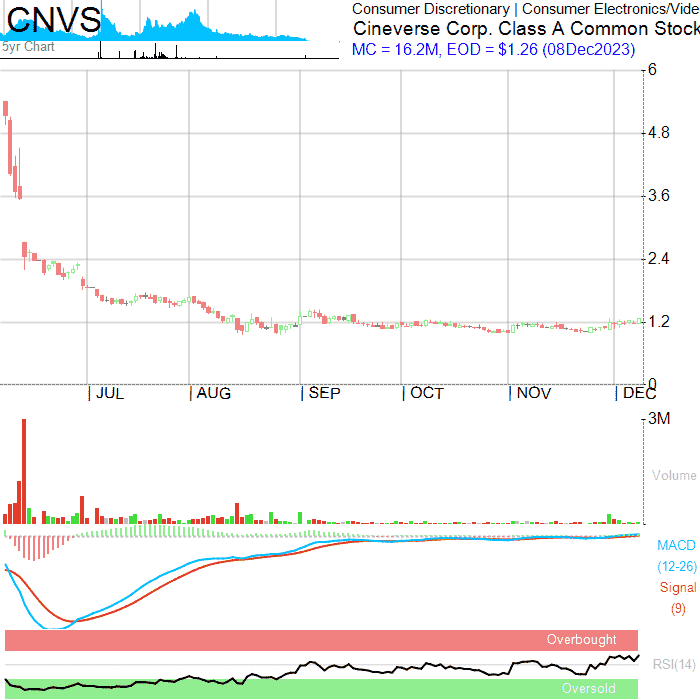 CNVS
5yr Chart
Consumer Discretionary | Consumer Electronics/Vide
Cineverse Corp. Class A Common Stock
MC = 16.2M, EOD = $1.26 (08Dec2023)
6
4.8
3.6
2.4
1.2
0
JUL AUG SEP OCT NOV DEC
3M
Volume
MACD
(12-26)
Signal
(9)
Overbought
RSI(14)
Oversold